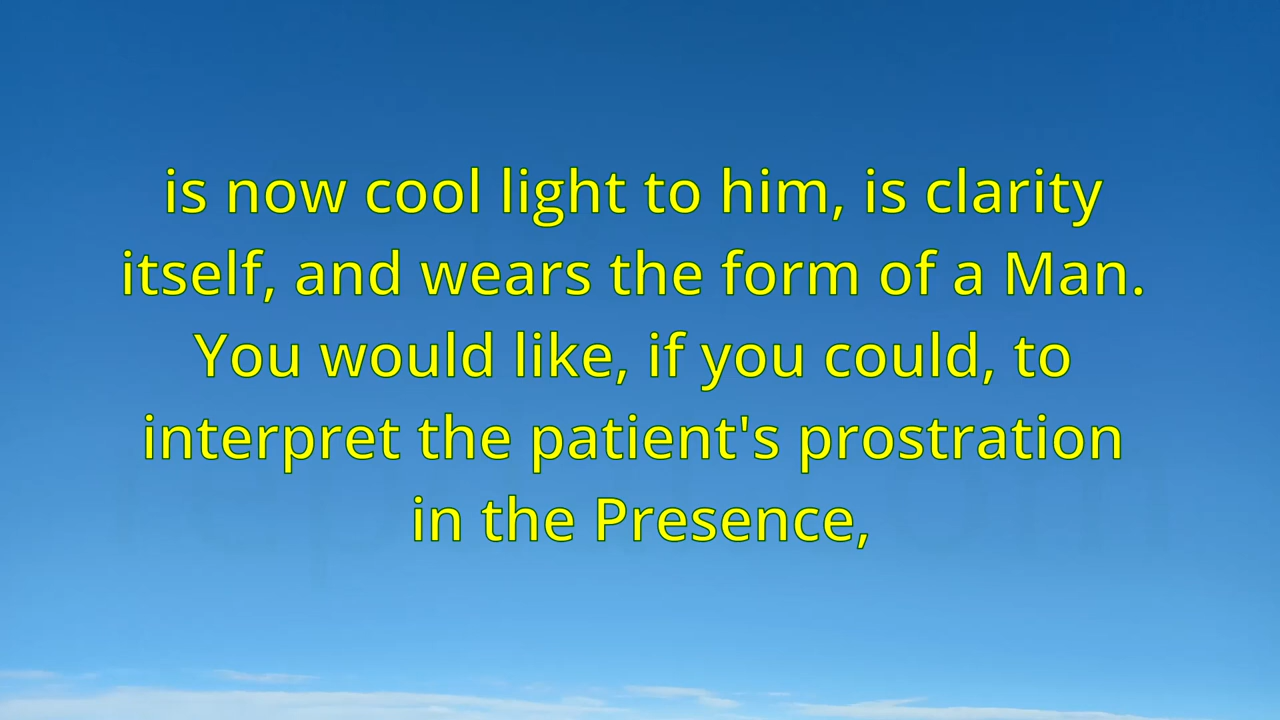 is now cool light to him, is clarity
itself, and wears the form of a Man.
You would like, if you could, to
interpret the patient's prostration
in the Presence,